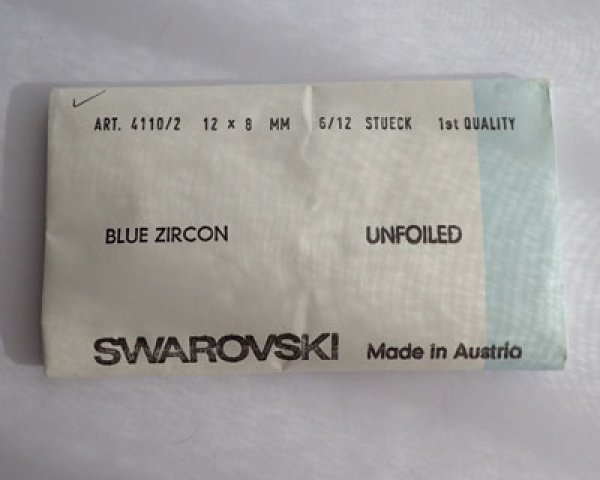 ART. 4110/2 12 x 8 MM 6/12 STUECK 1st QUALITY
BLUE ZIRCON UNFOILED
SWAROVSKI Made in Austria